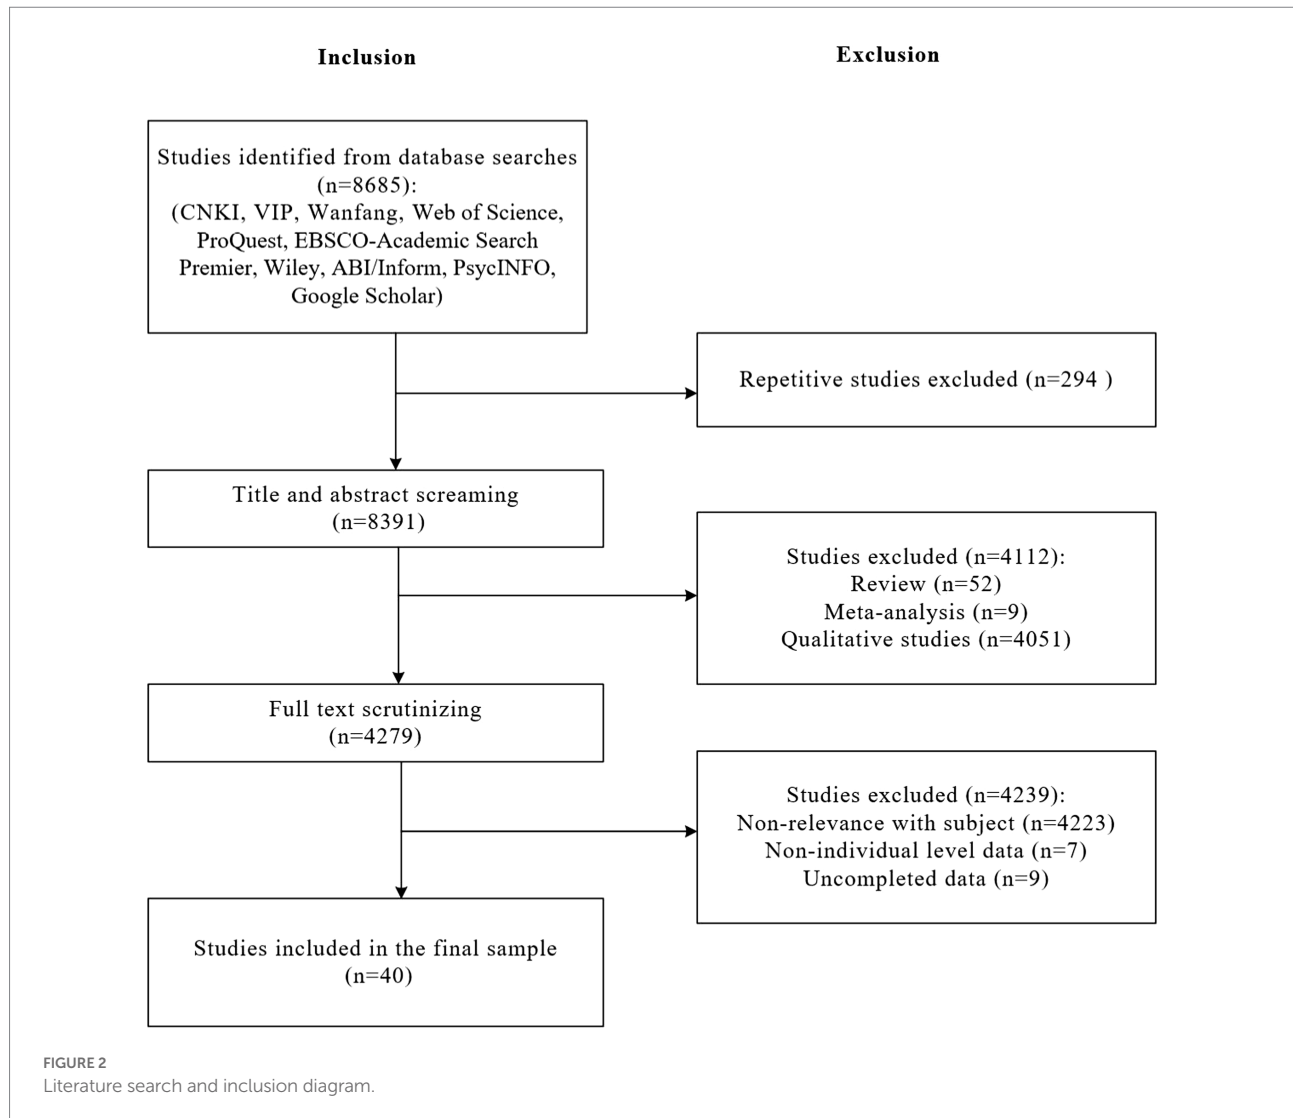 Inclusion
Exclusion
Studies identified from database searches
(n=8685):
(CNKI, VIP, Wanfang, Web of Science,
ProQuest, EBSCO-Academic Search
Premier, Wiley, ABI/Inform, PsycINFO,
Google Scholar)
Repetitive studies excluded (n=294 )
Title and abstract screaming
(n=8391)
Studies excluded (n=4112):
Review (n=52)
Meta-analysis (n=9)
Qualitative studies (n=4051)
Full text scrutinizing
(n=4279)
Studies excluded (n=4239):
Non-relevance with subject (n=4223)
Non-individual level data (n=7)
Uncompleted data (n=9)
Studies included in the final sample
(n=40)
FIGURE 2
Literature search and inclusion diagram.